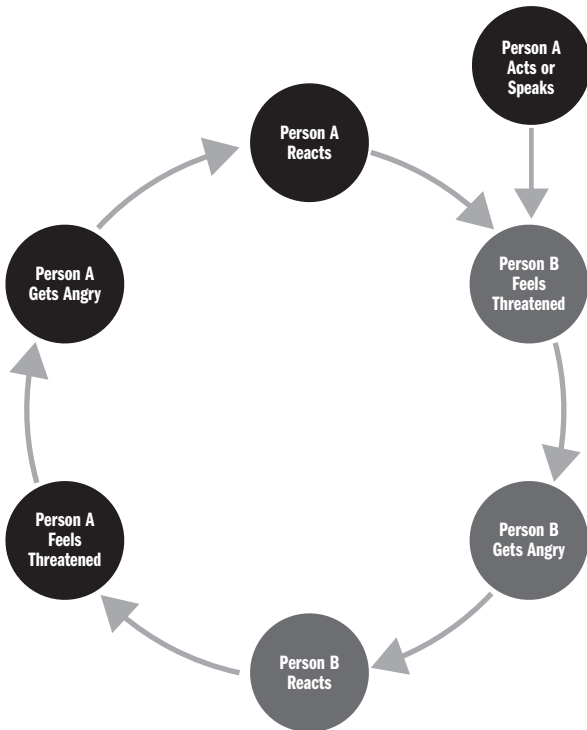 Person A
Acts or
Speaks
Person A
Reacts
Person B
Feels
Threatened
Person B
Gets Angry
Person B
Reacts
Person A
Feels
Threatened
Person A
Gets Angry